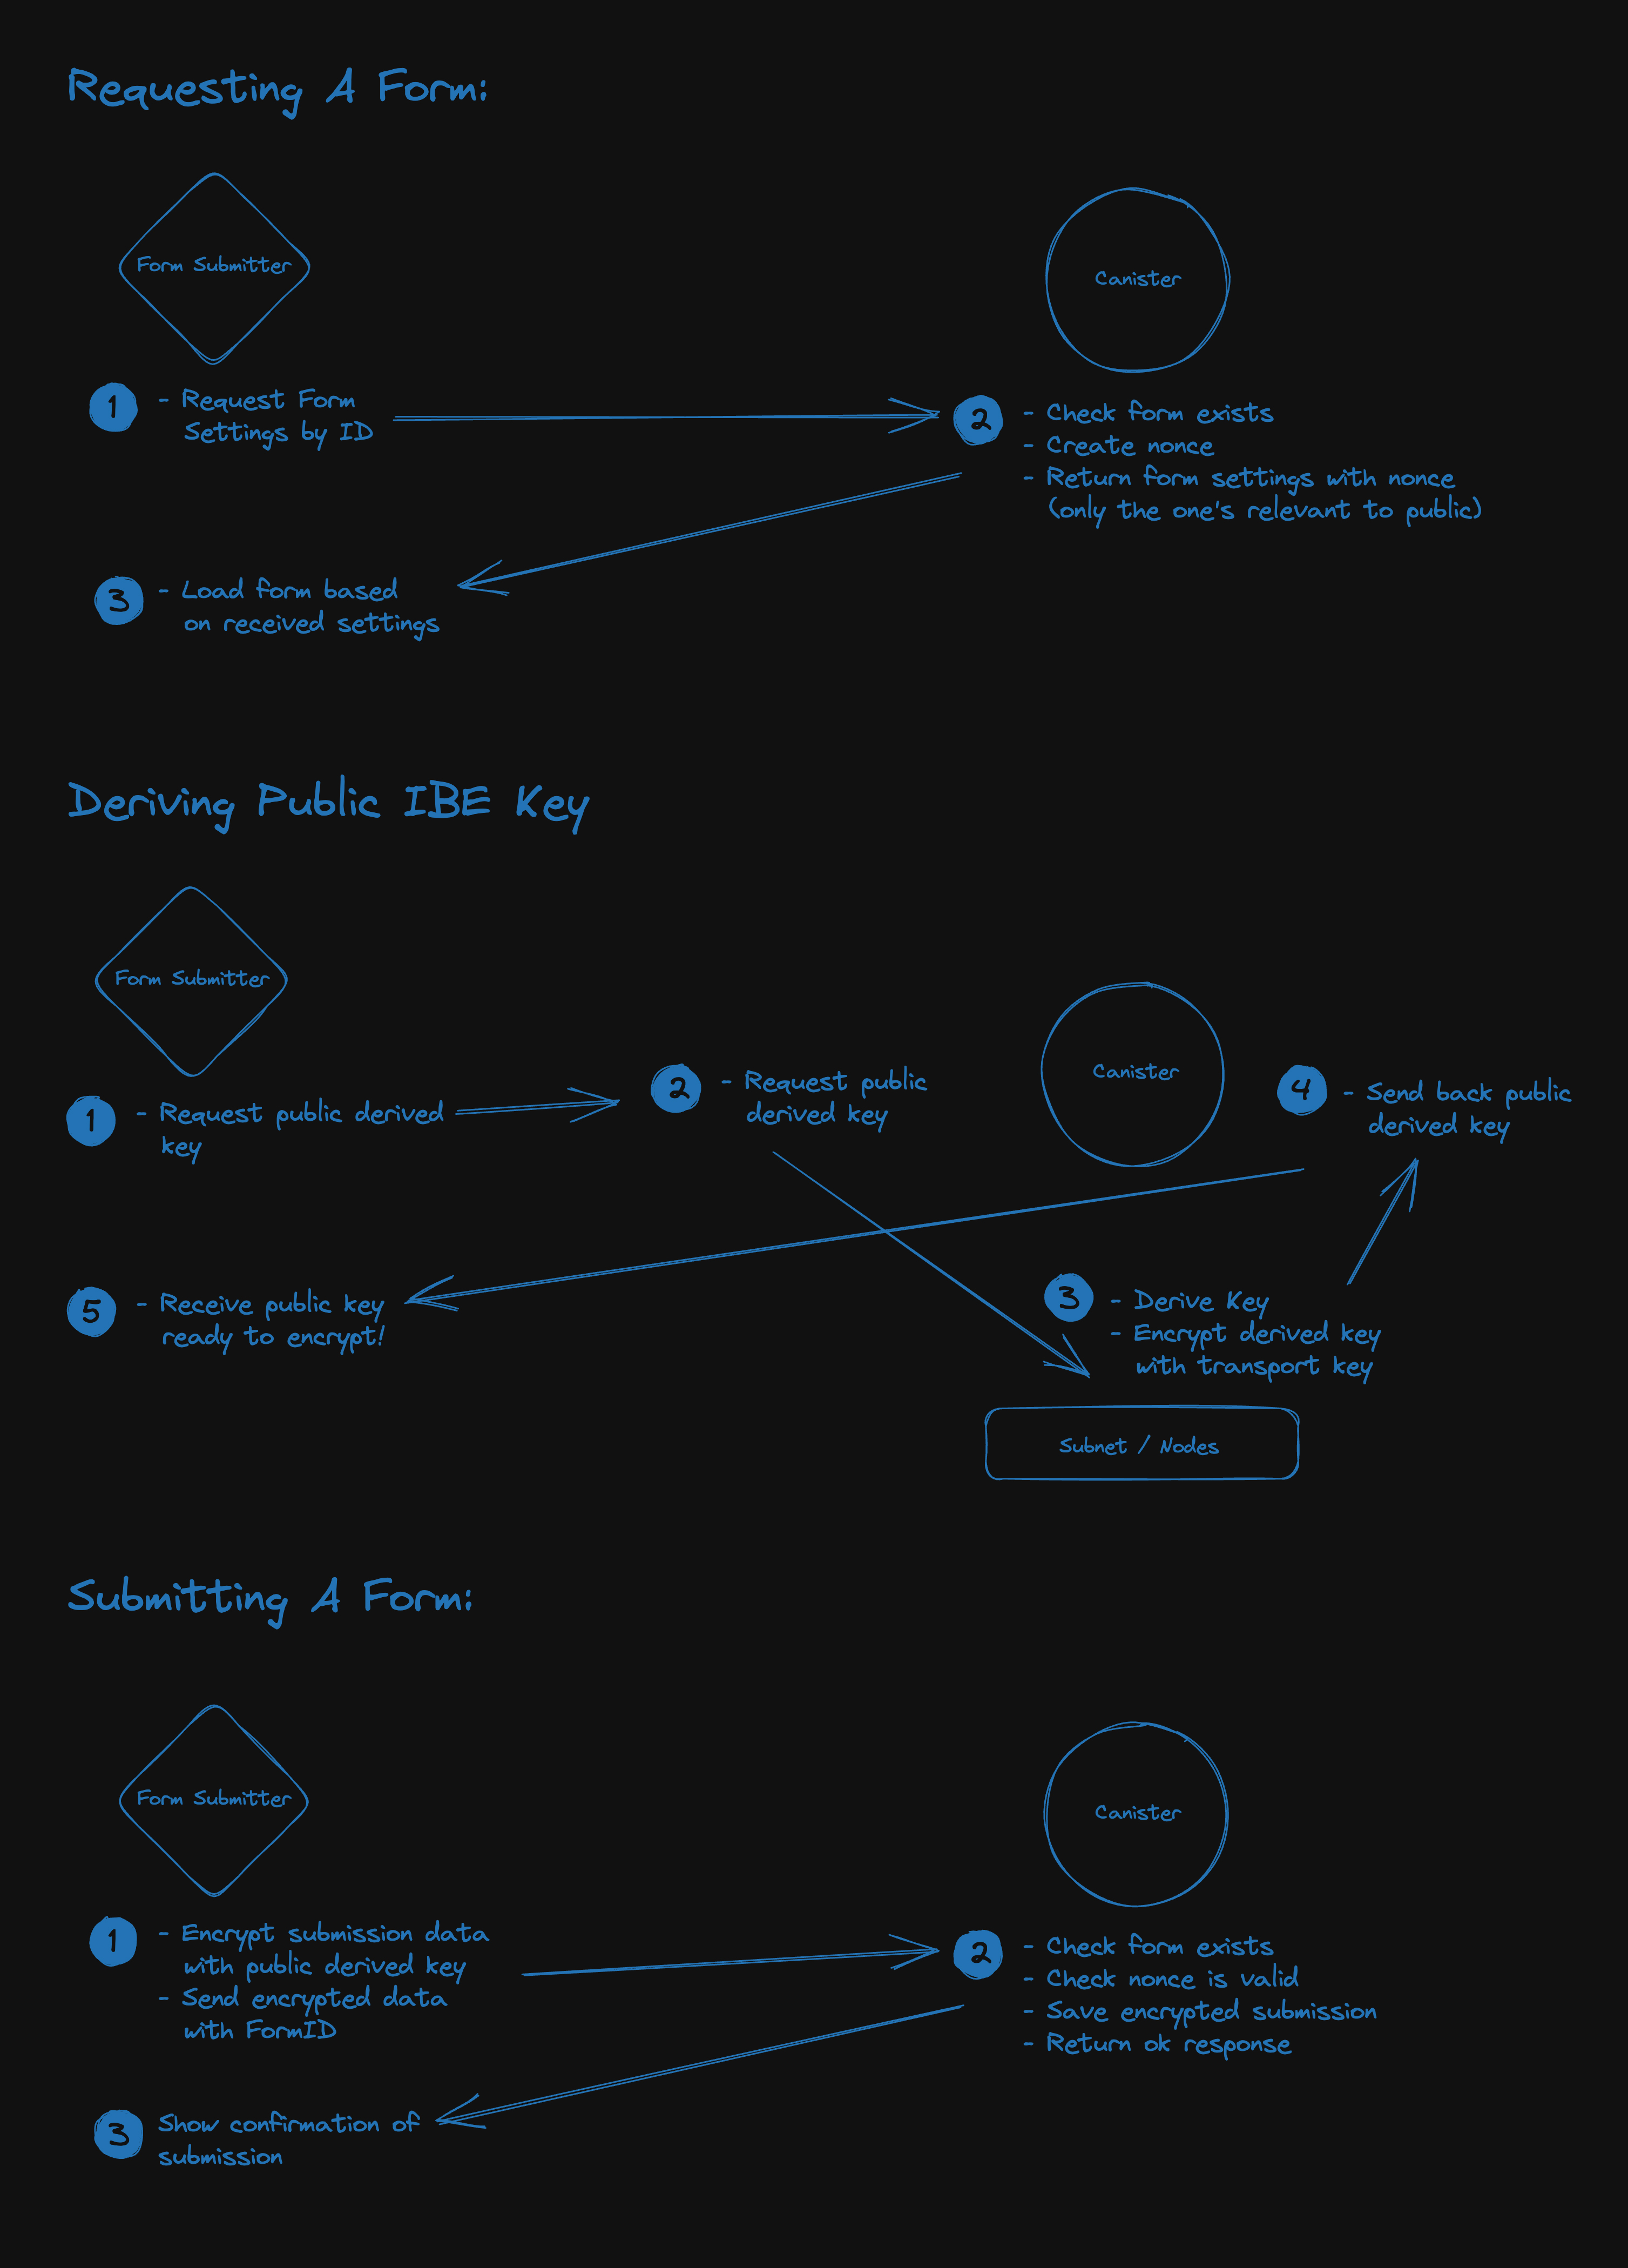 Requesting A Form:
Form Submitter
Canister
1
- Request Form
Settings by ID
2
- Check form exists
- Create nonce
- Return form settings with nonce
(only the one's relevant to public)
3
- Load form based
on received settings
Deriving Public IBE Key
Form Submitter
Canister
1
- Request public derived
key
2
- Request public
derived key
4
- Send back public
derived key
3
- Derive Key
- Encrypt derived key
with transport key
5
- Receive public key
ready to encrypt!
Subnet / Nodes
Submitting A Form:
Form Submitter
Canister
1
- Encrypt submission data
with public derived key
- Send encrypted data
with FormID
2
- Check form exists
- Check nonce is valid
- Save encrypted submission
- Return ok response
3
Show confirmation of
submission